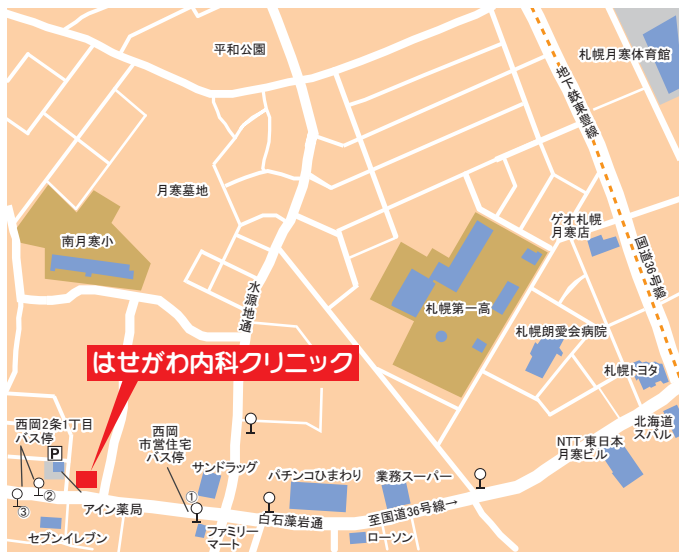 平和公園
札幌月寒体育館
地下鉄東豊線
月寒墓地
ゲオ札幌
月寒店
南月寒小
国道36号線
水源地通
札幌第一高
札幌朗愛会病院
はせがわ内科クリニック
札幌トヨタ
西岡2条1丁目
バス停
西岡
市営住宅
バス停
北海道
スバル
NTT 東日本
月寒ビル
P
サンドラッグ
パチンコひまわり
業務スーパー
②
①
③
アイン薬局
白石藻岩通
至国道36号線→
セブンイレブン
ファミリー
マート
ローソン